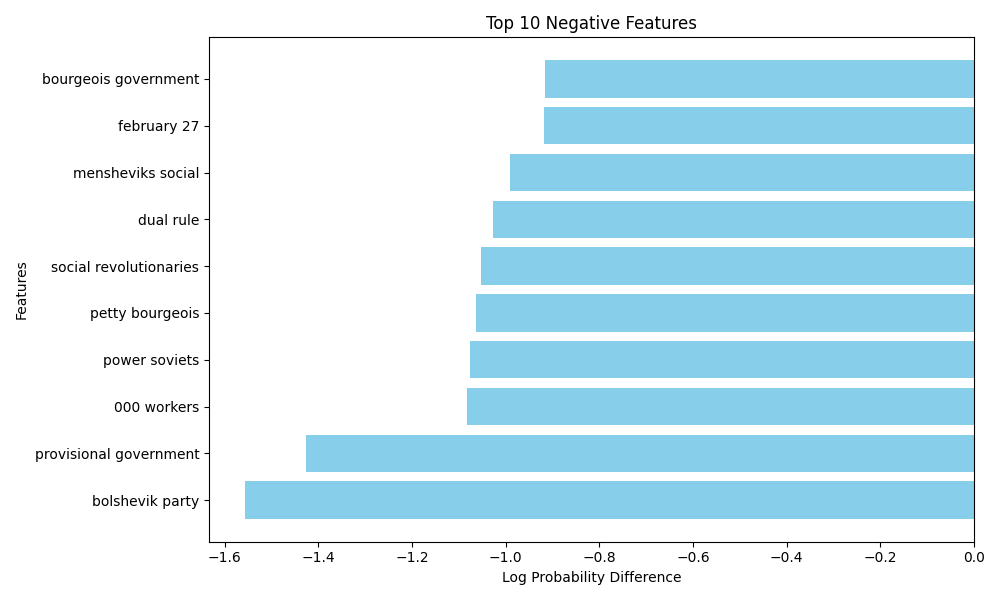 Top 10 Negative Features
Features
bourgeois government
february 27
mensheviks social
dual rule
social revolutionaries
petty bourgeois
power soviets
000 workers
provisional government
bolshevik party
−1.6 −1.4 −1.2 −1.0 −0.8 −0.6 −0.4 −0.2 0.0
Log Probability Difference